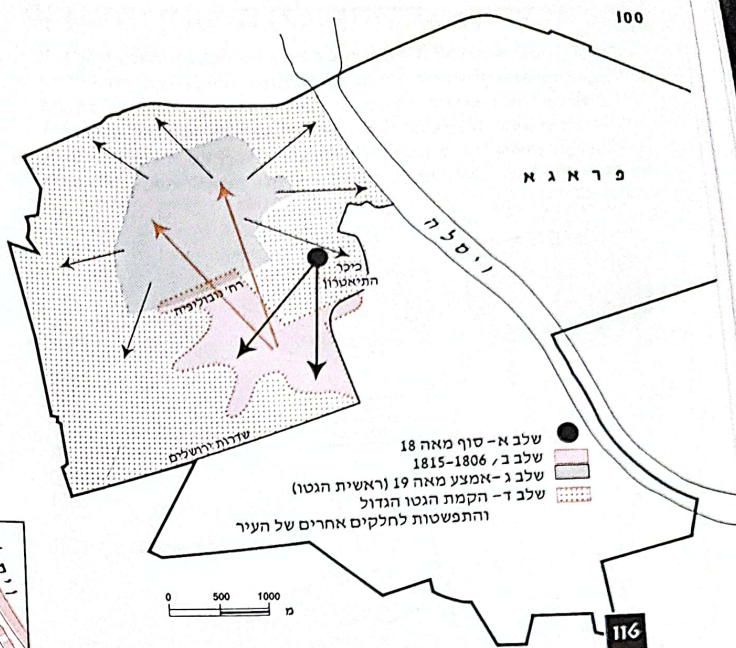 100
פראגא
ויסלה
כיכר
התיאטרון
רח׳ נובוליפיה
שדרות ירושלים
שלב א – סוף מאה 18
שלב ב, 1815-1806
שלב ג – אמצע מאה 19 (ראשית הגטו)
שלב ד – הקמת הגטו הגדול
והתפשטות לחלקים אחרים של העיר
0 500 1000 מ
116